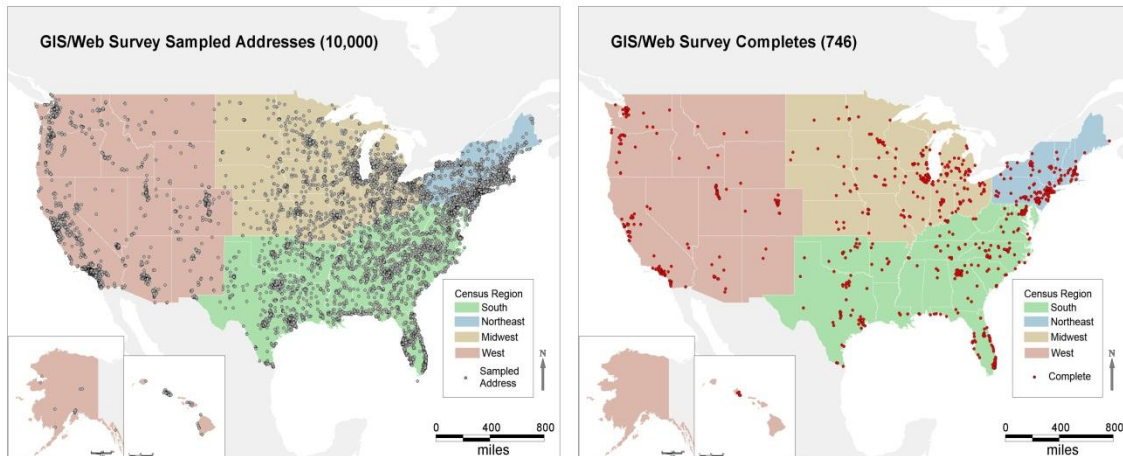 GIS/Web Survey Sampled Addresses (10,000)
Census Region
South
Northeast
Midwest
West
Sampled
Address
N
0 400 800
miles
GIS/Web Survey Completes (746)
Census Region
South
Northeast
Midwest
West
Complete
N
0 400 800
miles